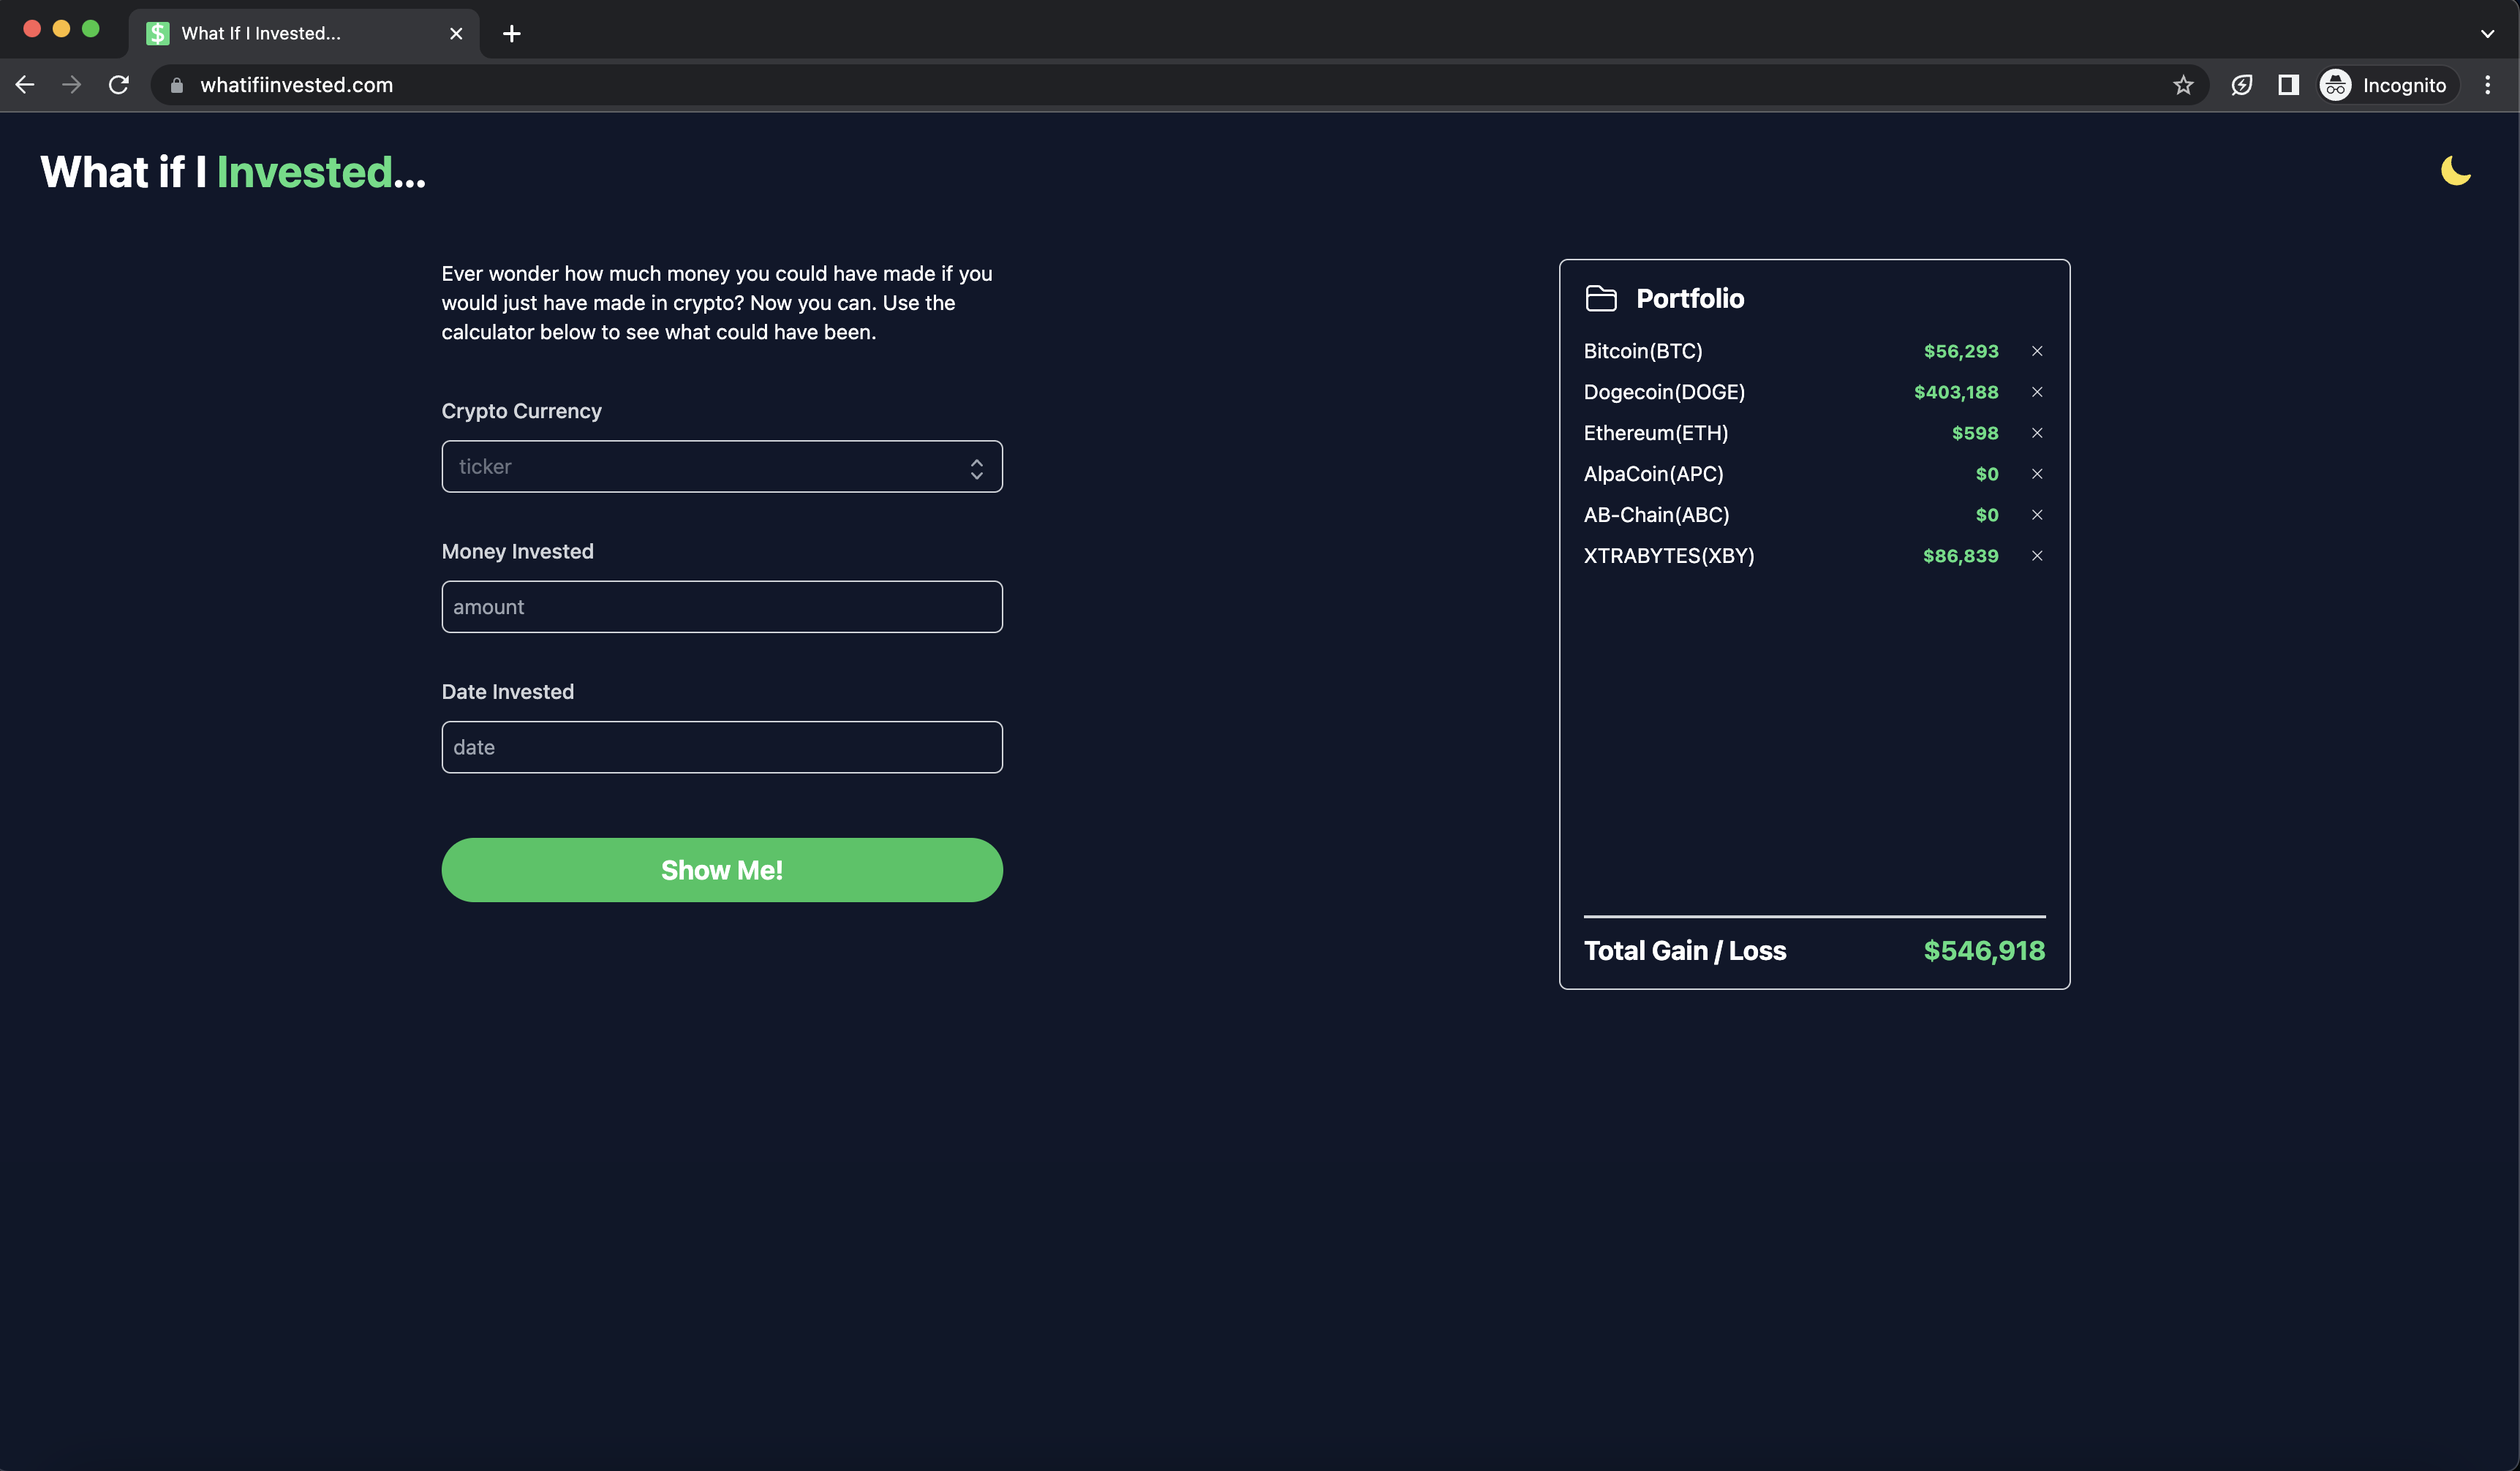 What If I Invested...
whatifiinvested.com
Incognito
What if I Invested...
Ever wonder how much money you could have made if you
would just have made in crypto? Now you can. Use the
calculator below to see what could have been.
Crypto Currency
ticker
Money Invested
amount
Date Invested
date
Show Me!
Portfolio
Bitcoin(BTC) $56,293
Dogecoin(DOGE) $403,188
Ethereum(ETH) $598
AlpaCoin(APC) $0
AB-Chain(ABC) $0
XTRABYTES(XBY) $86,839
Total Gain / Loss $546,918